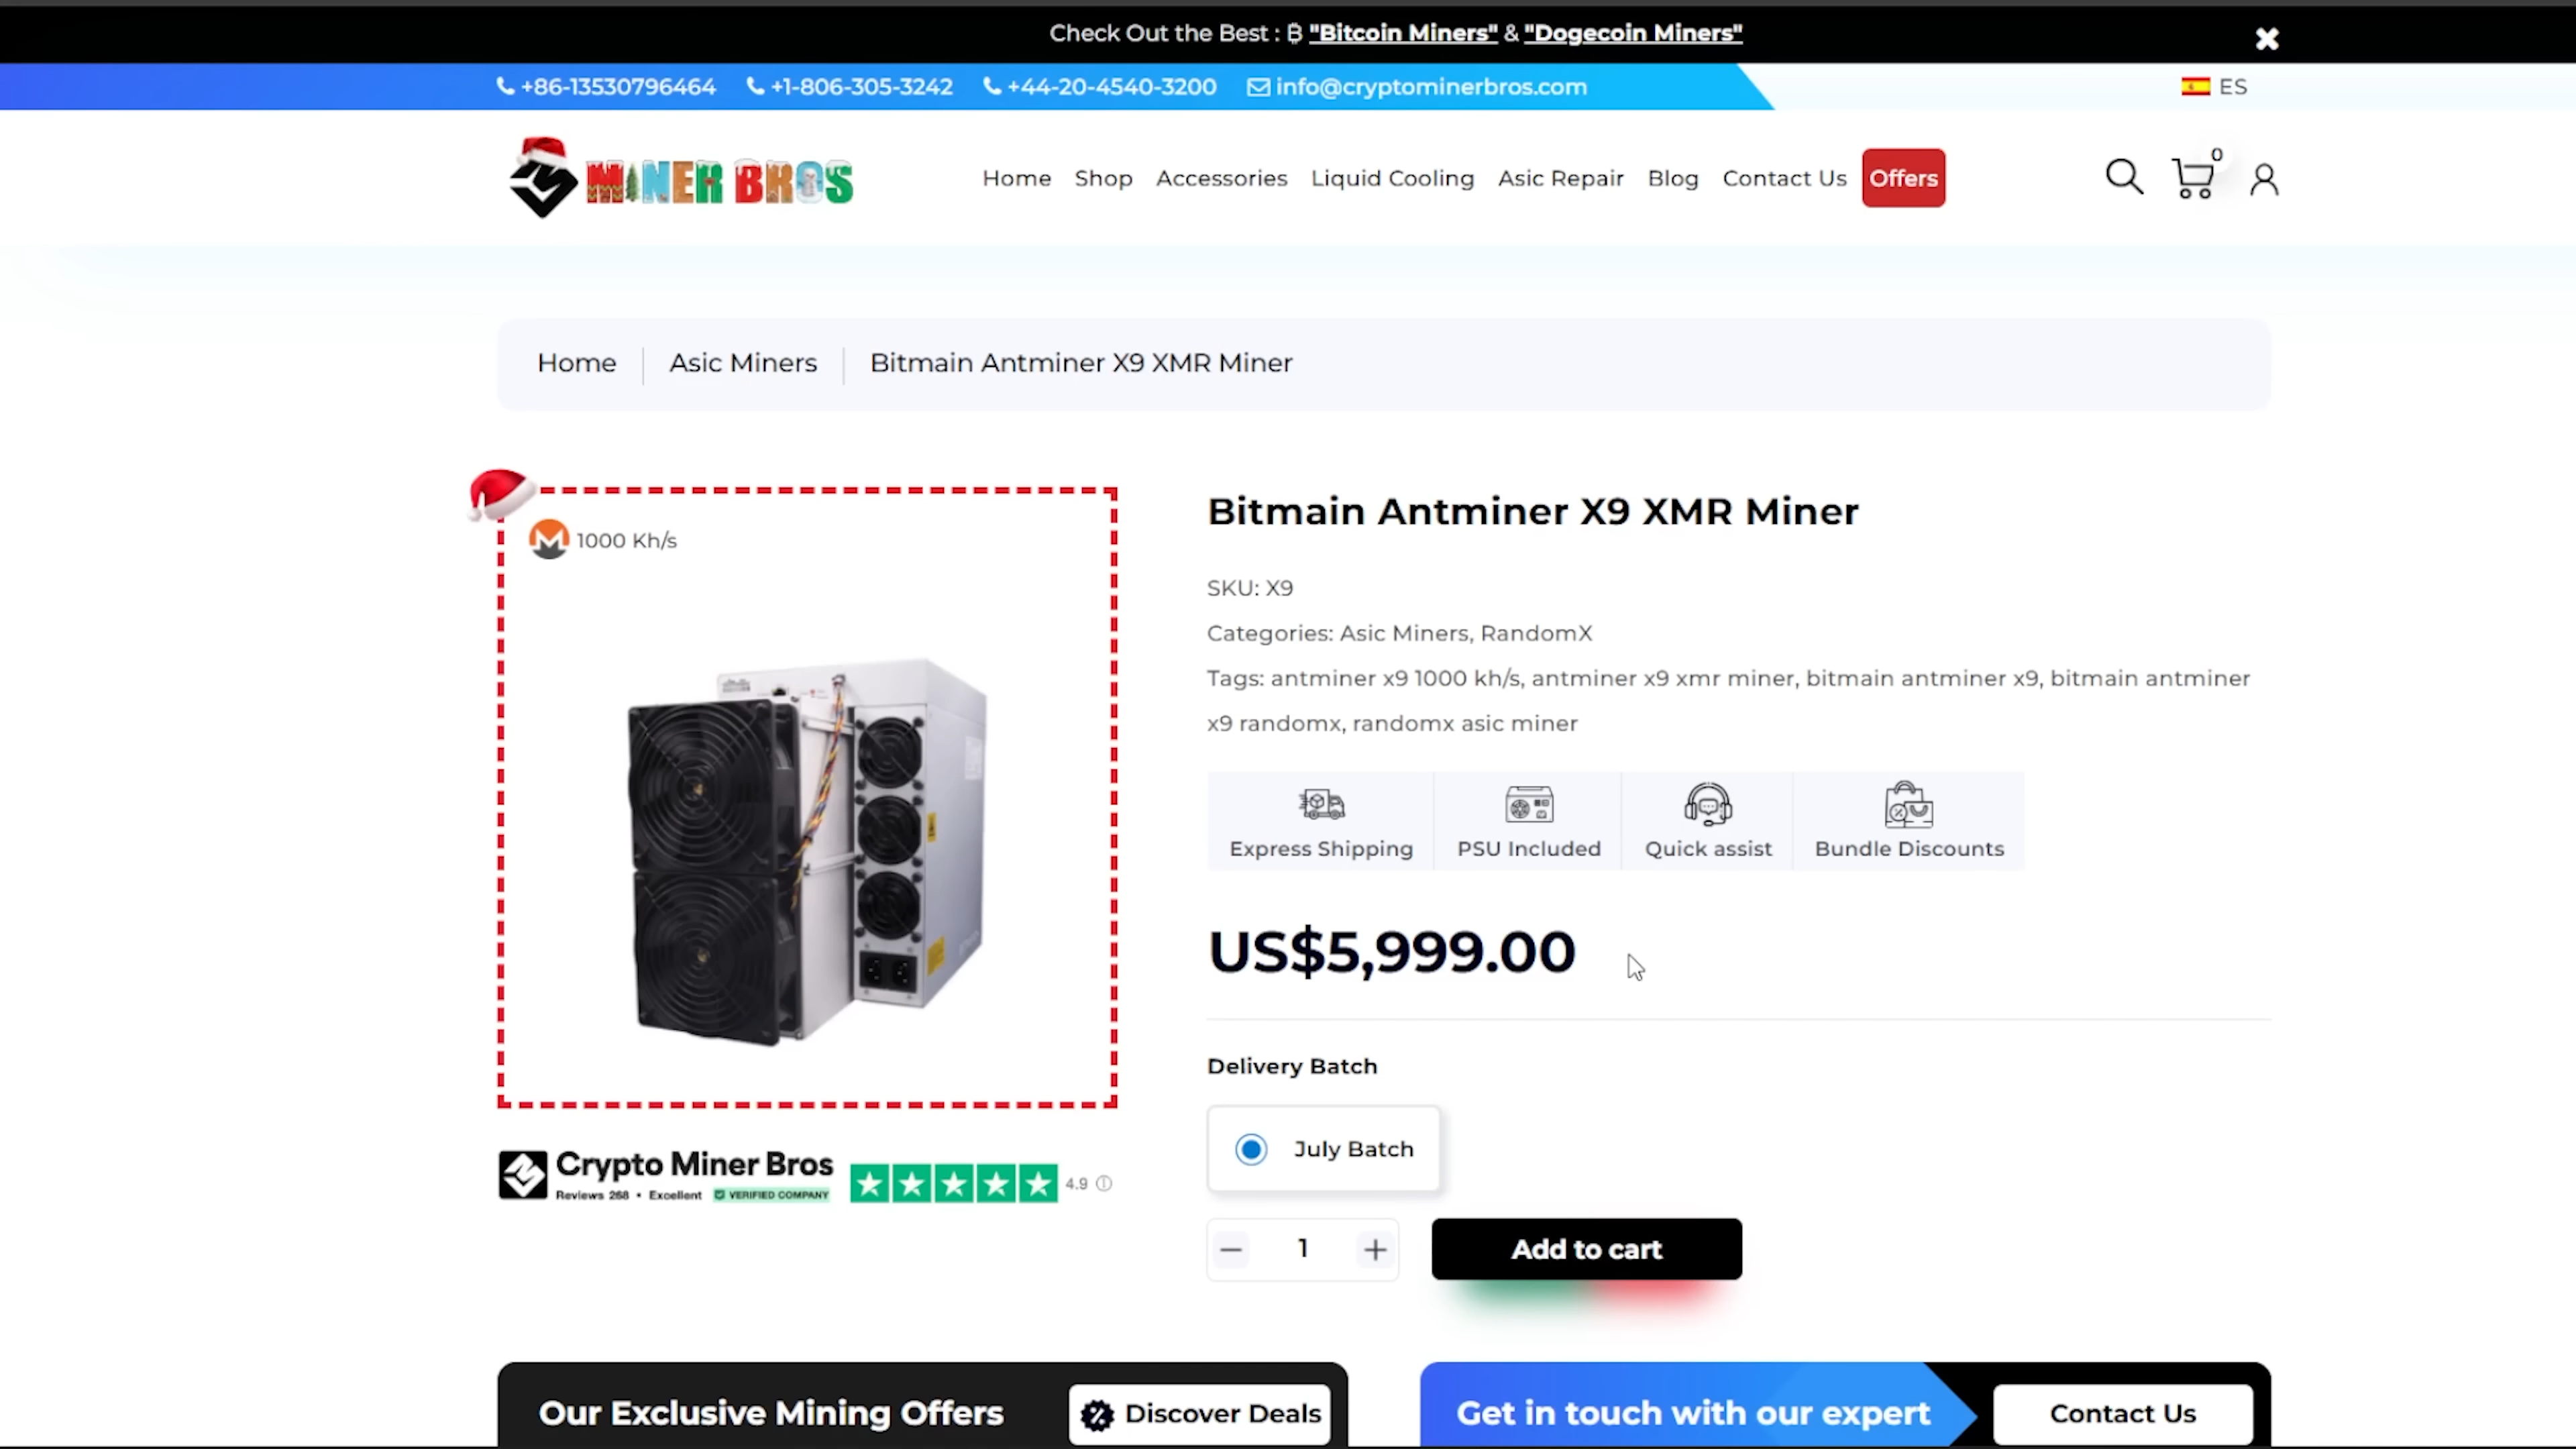 Check Out the Best : ₿ "Bitcoin Miners" & "Dogecoin Miners"
+86-13530796464 +1-806-305-3242 +44-20-4540-3200 info@cryptominerbros.com ES
MINER BROS
Home Shop Accessories Liquid Cooling Asic Repair Blog Contact Us Offers 0
Home Asic Miners Bitmain Antminer X9 XMR Miner
1000 Kh/s
Bitmain Antminer X9 XMR Miner
SKU: X9
Categories: Asic Miners, RandomX
Tags: antminer x9 1000 kh/s, antminer x9 xmr miner, bitmain antminer x9, bitmain antminer
x9 randomx, randomx asic miner
Express Shipping PSU Included Quick assist Bundle Discounts
US$5,999.00
Delivery Batch
July Batch
Crypto Miner Bros
Reviews 268 • Excellent VERIFIED COMPANY 4.9
1 Add to cart
Our Exclusive Mining Offers Discover Deals
Get in touch with our expert Contact Us